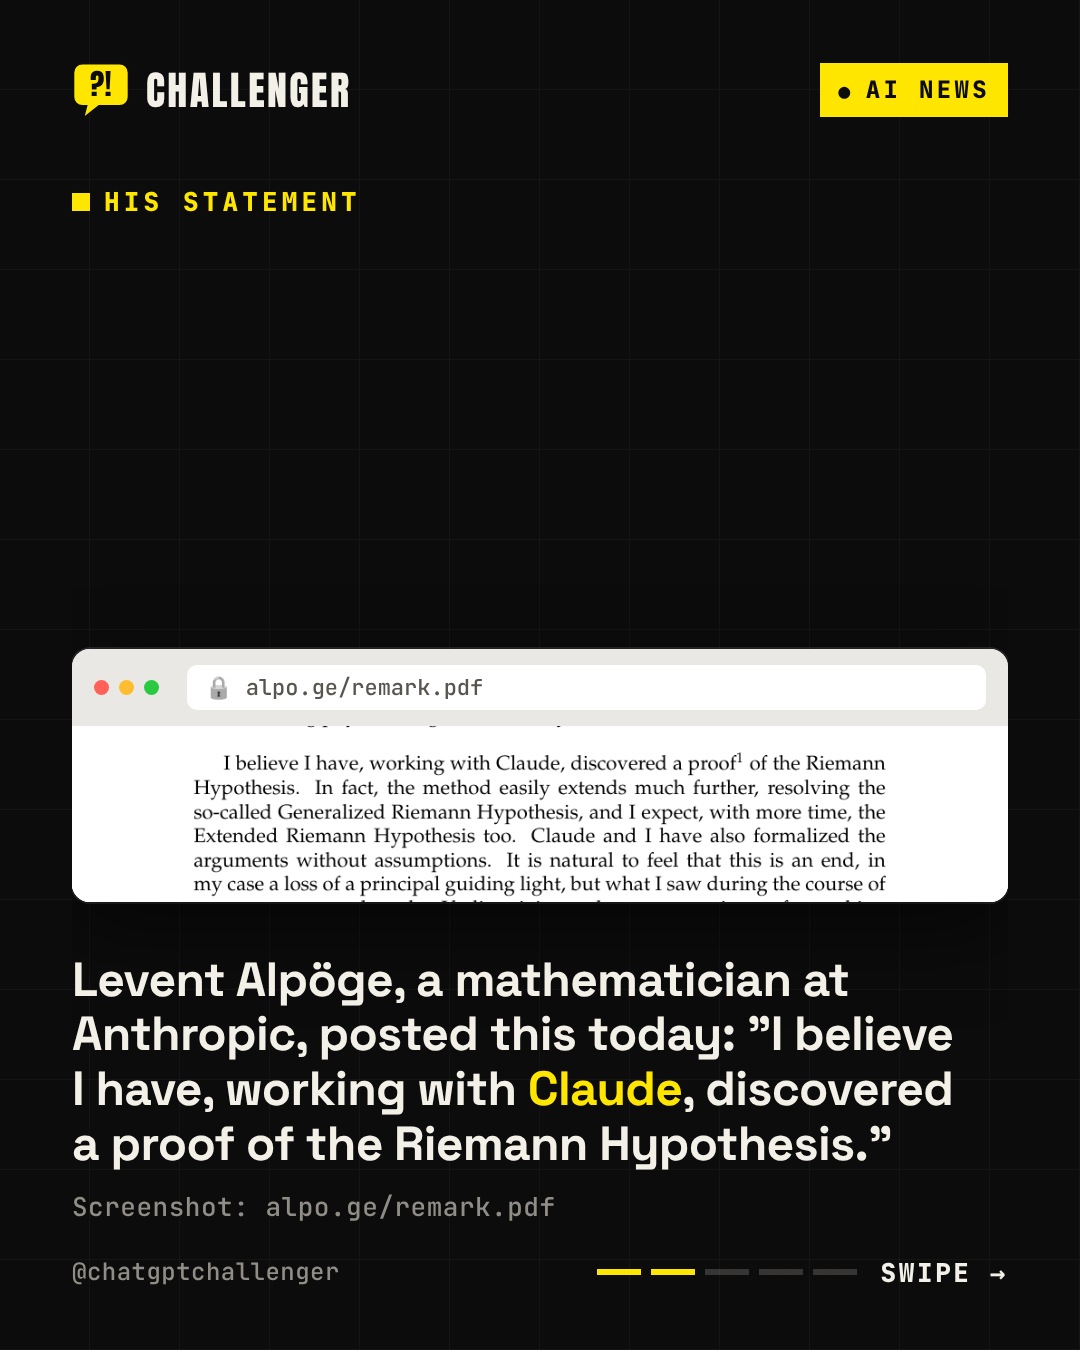 ?! CHALLENGER
● AI NEWS
HIS STATEMENT
alpo.ge/remark.pdf
I believe I have, working with Claude, discovered a proof¹ of the Riemann
Hypothesis. In fact, the method easily extends much further, resolving the
so-called Generalized Riemann Hypothesis, and I expect, with more time, the
Extended Riemann Hypothesis too. Claude and I have also formalized the
arguments without assumptions. It is natural to feel that this is an end, in
my case a loss of a principal guiding light, but what I saw during the course of
Levent Alpöge, a mathematician at
Anthropic, posted this today: ”I believe
I have, working with Claude, discovered
a proof of the Riemann Hypothesis.”
Screenshot: alpo.ge/remark.pdf
@chatgptchallenger
SWIPE →